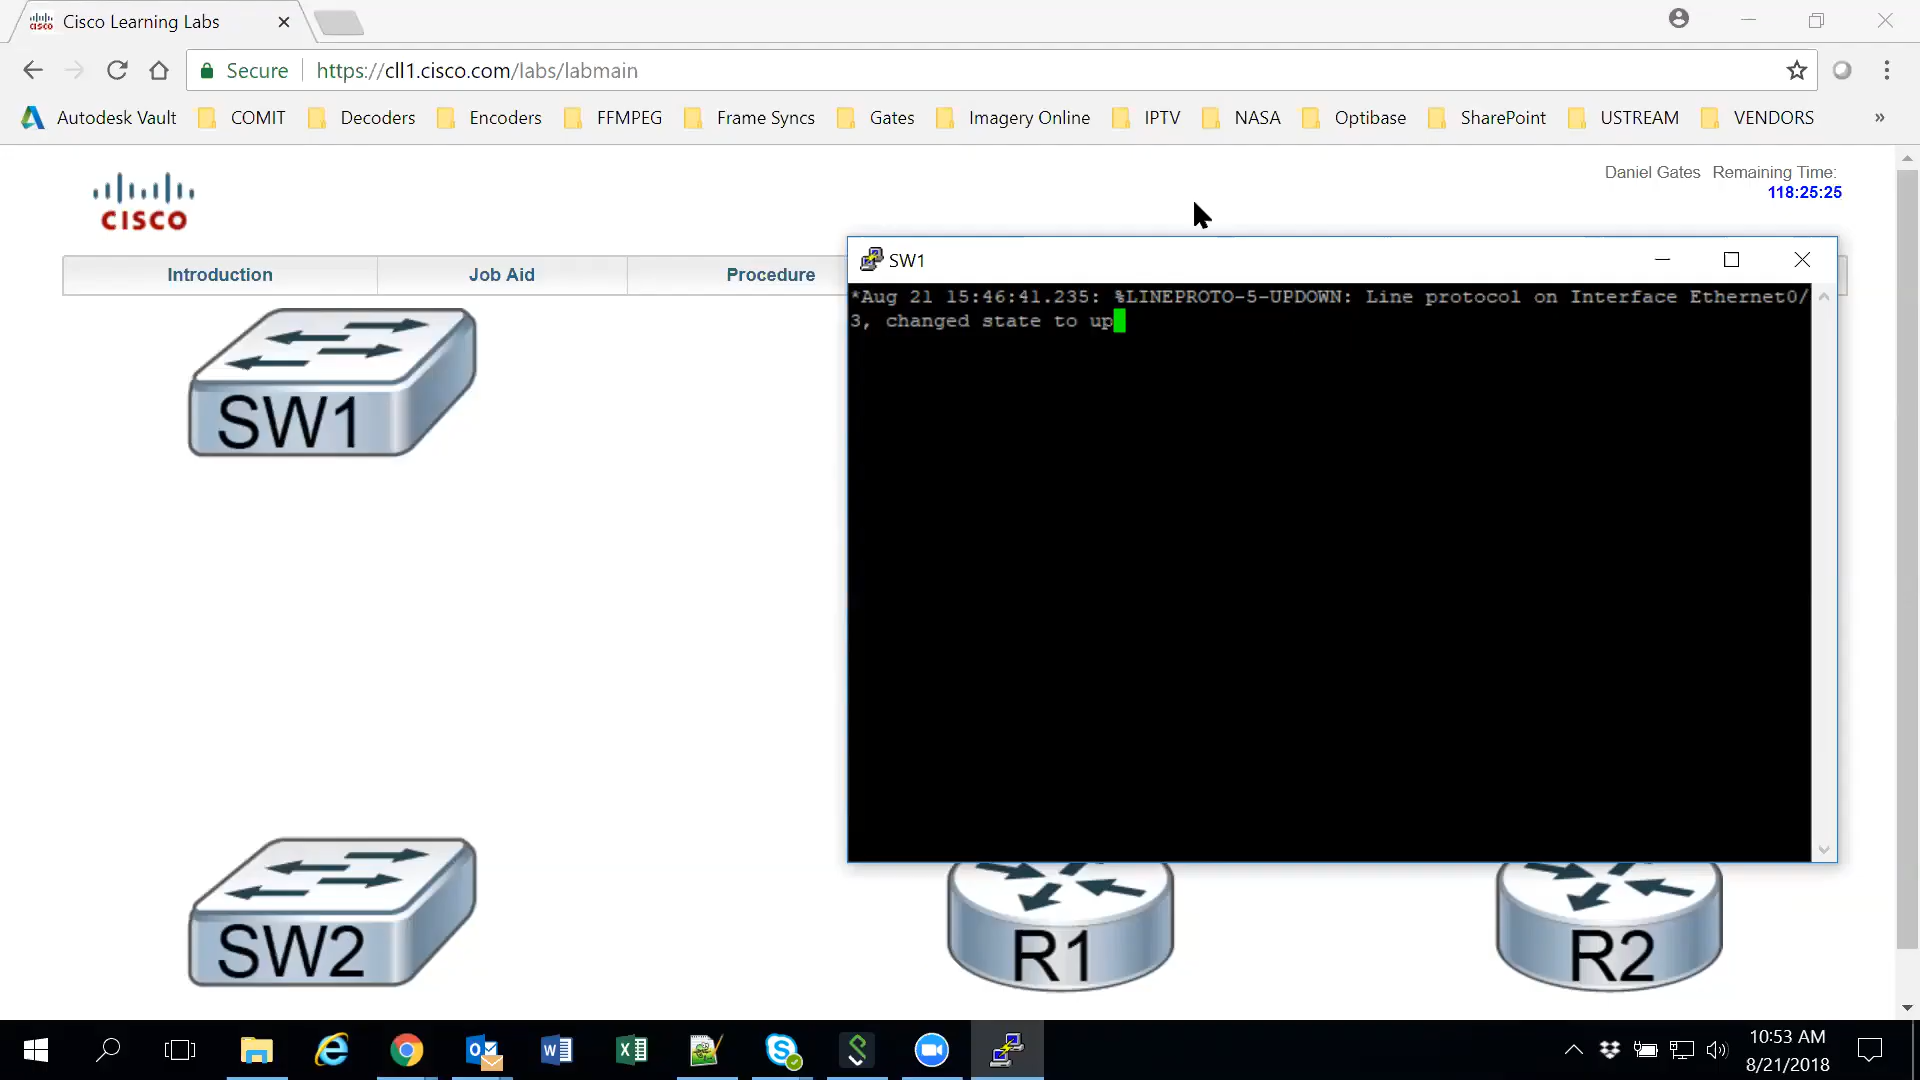 Cisco Learning Labs
Secure
https://cll1.cisco.com/labs/labmain
Autodesk Vault COMIT Decoders Encoders FFMPEG Frame Syncs Gates Imagery Online IPTV NASA Optibase SharePoint USTREAM VENDORS »
Daniel Gates Remaining Time:
118:25:25
CISCO
Introduction Job Aid Procedure
SW1
*Aug 21 15:46:41.235: %LINEPROTO-5-UPDOWN: Line protocol on Interface Ethernet0/
3, changed state to up
SW1
SW2
R1
R2
10:53 AM
8/21/2018